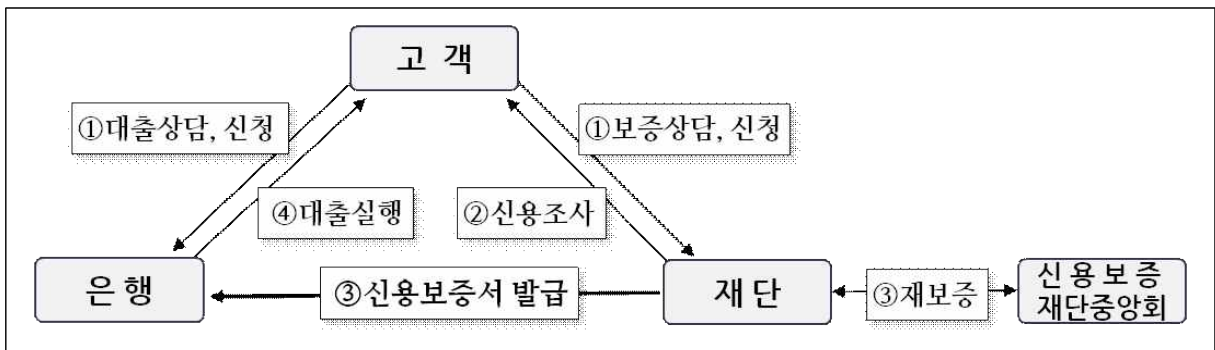 고 객
①대출상담, 신청
①보증상담, 신청
④대출실행
②신용조사
은 행
③신용보증서 발급
재 단
③재보증
신 용 보 증
재단중앙회